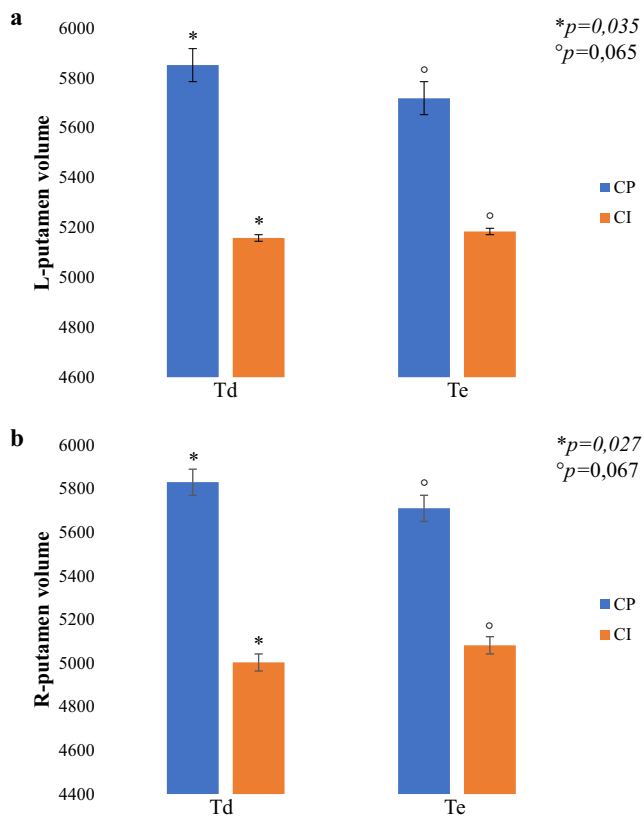 a
*p=0,035
°p=0,065
L-putamen volume
6000
5800
5600
5400
5200
5000
4800
4600
*
*
°
°
Td
Te
CP
CI
b
*p=0,027
°p=0,067
R-putamen volume
6000
5800
5600
5400
5200
5000
4800
4600
4400
*
*
°
°
Td
Te
CP
CI